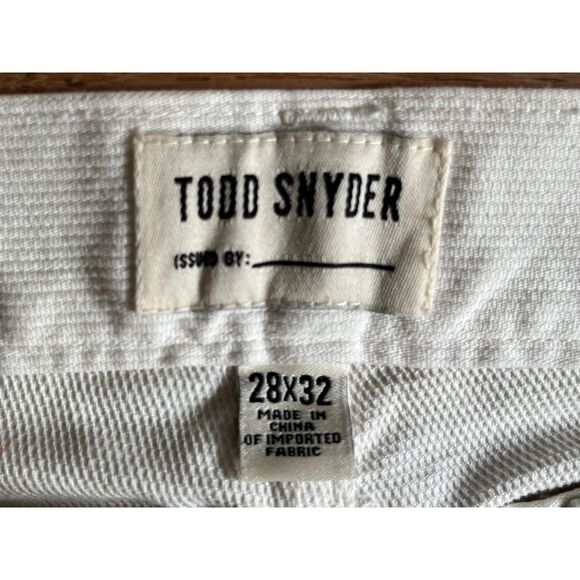 TODD SNYDER
ISSUED BY:
28X32
MADE IN
CHINA
OF IMPORTED
FABRIC